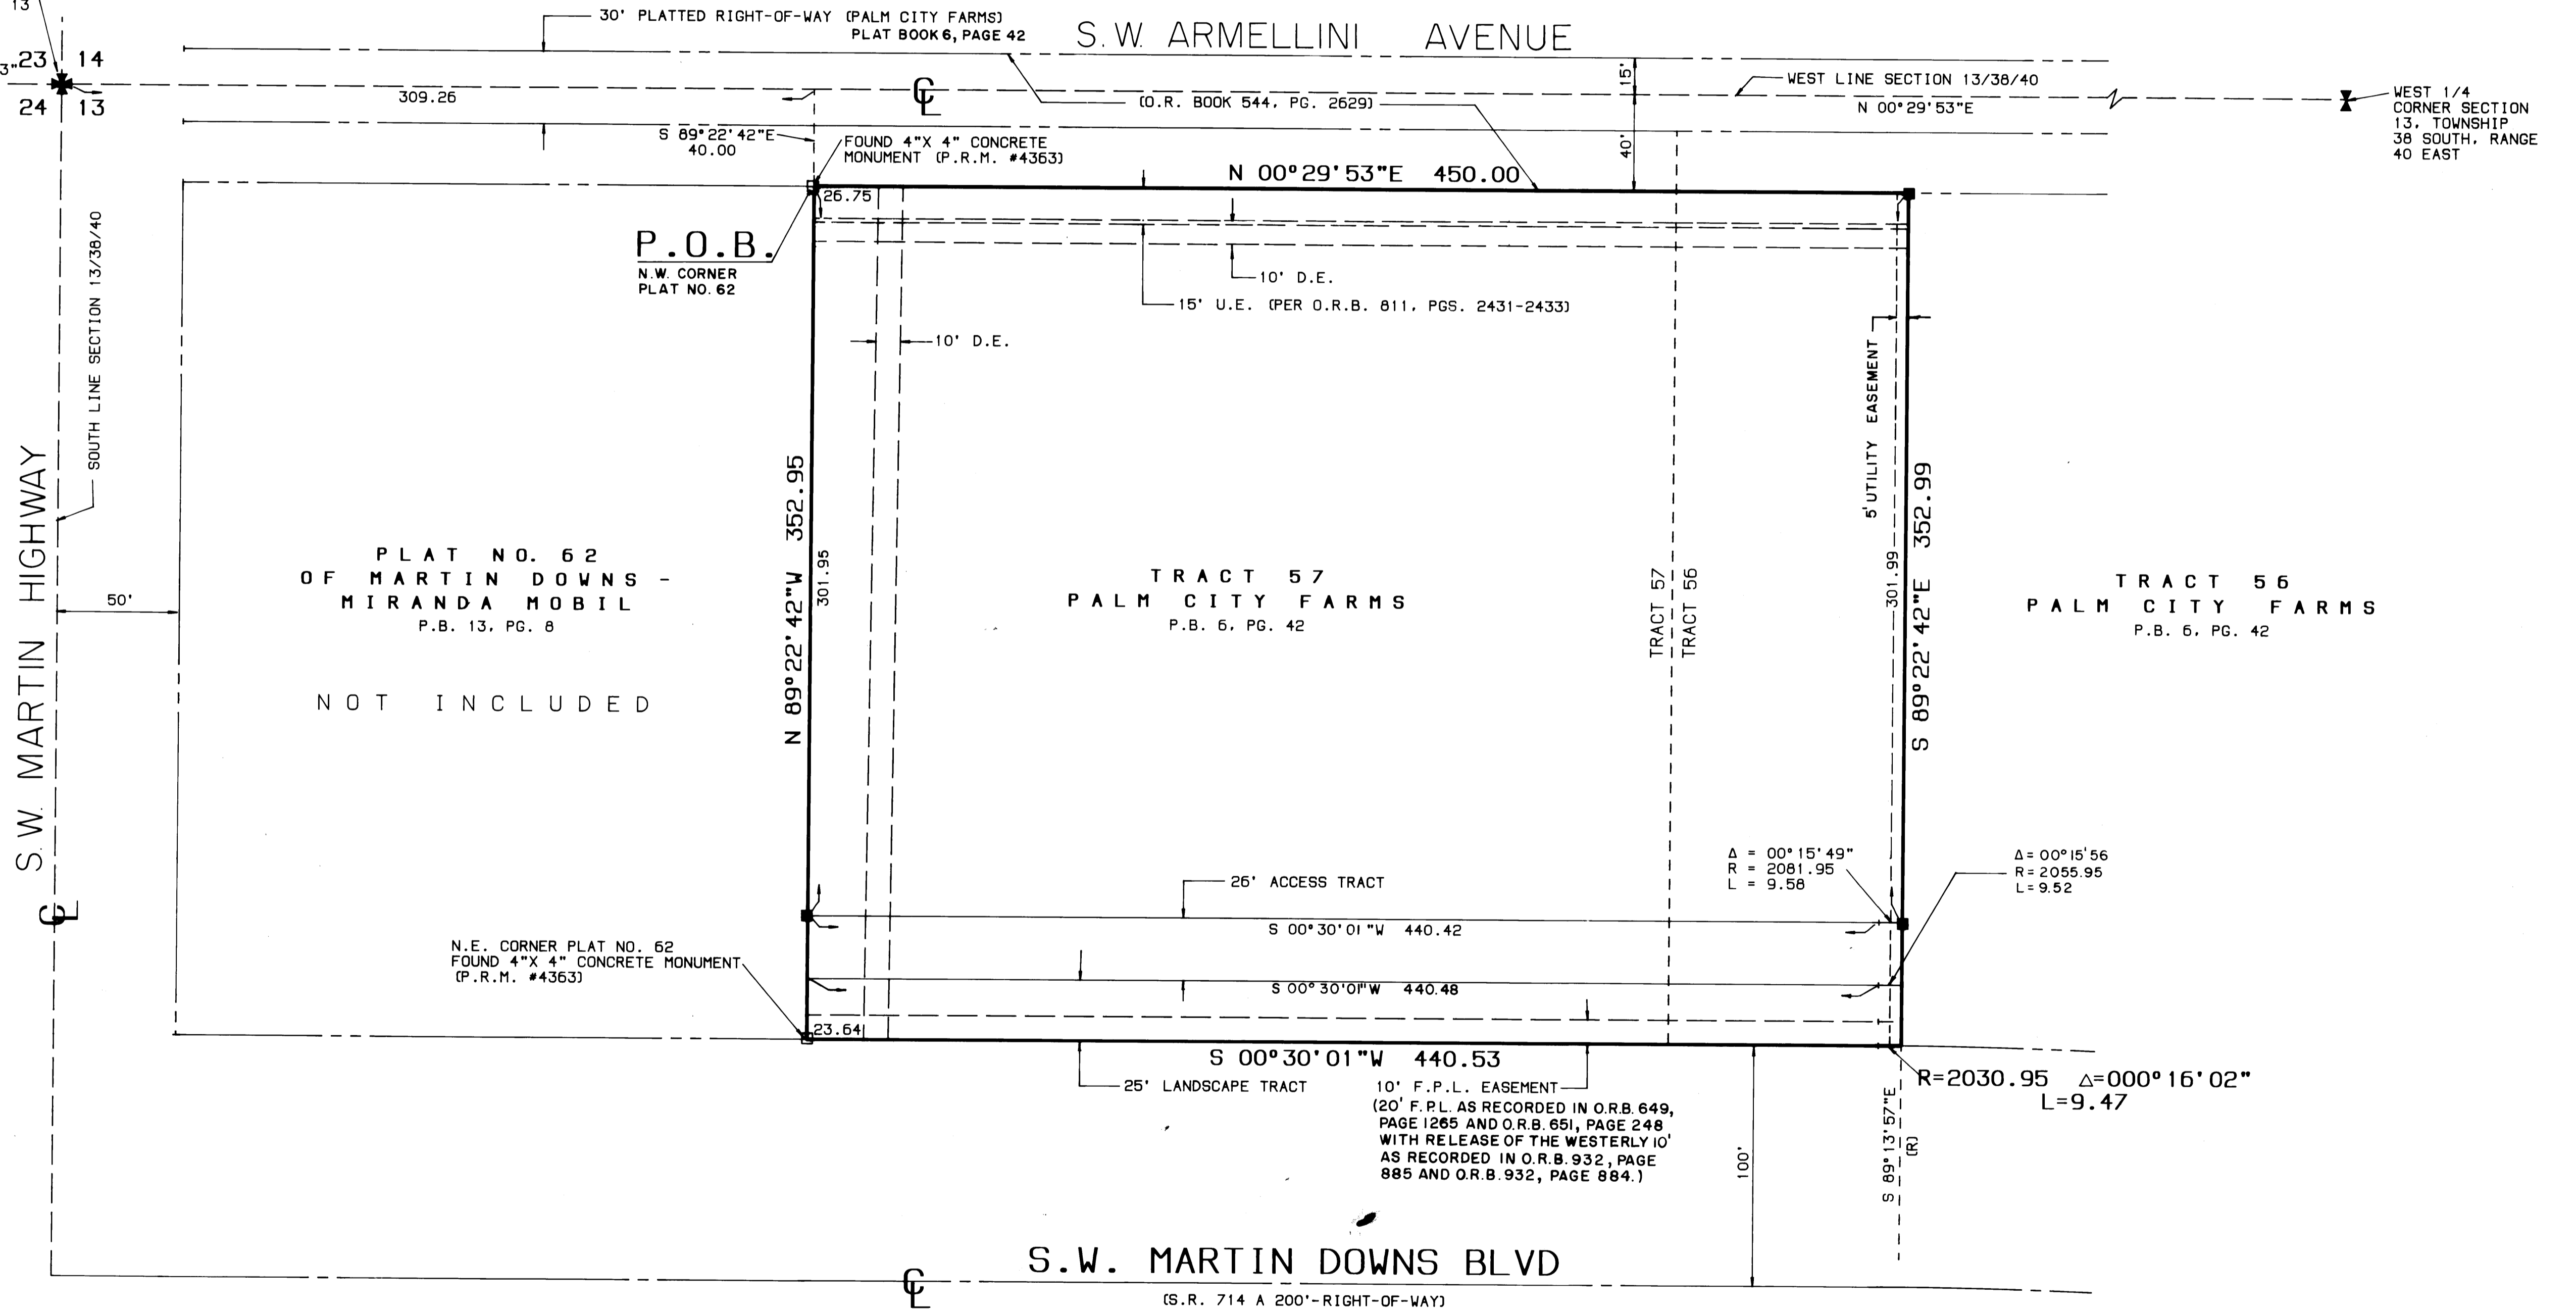 13
30' PLATTED RIGHT-OF-WAY (PALM CITY FARMS)
PLAT BOOK 6, PAGE 42
S.W. ARMELLINI AVENUE
3"
23 14
24 13
309.26
C L
(O.R. BOOK 544, PG. 2629)
15'
40'
WEST LINE SECTION 13/38/40
N 00°29'53"E
WEST 1/4
CORNER SECTION
13, TOWNSHIP
38 SOUTH, RANGE
40 EAST
S 89°22'42"E
40.00
FOUND 4"X 4" CONCRETE
MONUMENT (P.R.M. #4363)
N 00°29'53"E 450.00
26.75
P.O.B.
N.W. CORNER
PLAT NO. 62
10' D.E.
15' U.E. (PER O.R.B. 811, PGS. 2431-2433)
10' D.E.
SOUTH LINE SECTION 13/38/40
S.W. MARTIN HIGHWAY
C L
50'
PLAT NO. 62
OF MARTIN DOWNS -
MIRANDA MOBIL
P.B. 13, PG. 8
NOT INCLUDED
N 89°22'42"W 352.95
301.95
TRACT 57
PALM CITY FARMS
P.B. 6, PG. 42
TRACT 57
TRACT 56
5' UTILITY EASEMENT
301.99
S 89°22'42"E 352.99
TRACT 56
PALM CITY FARMS
P.B. 6, PG. 42
Δ = 00°15'49"
R = 2081.95
L = 9.58
Δ= 00°15'56
R= 2055.95
L= 9.52
26' ACCESS TRACT
S 00°30'01"W 440.42
N.E. CORNER PLAT NO. 62
FOUND 4"X 4" CONCRETE MONUMENT
(P.R.M. #4363)
S 00°30'01"W 440.48
23.64
S 00°30'01"W 440.53
25' LANDSCAPE TRACT
10' F.P.L. EASEMENT
(20' F.P.L. AS RECORDED IN O.R.B. 649,
PAGE 1265 AND O.R.B. 651, PAGE 248
WITH RELEASE OF THE WESTERLY 10'
AS RECORDED IN O.R.B. 932, PAGE
885 AND O.R.B. 932, PAGE 884.)
R=2030.95 Δ=000°16'02"
L=9.47
100'
S 89°13'57"E
(R)
S.W. MARTIN DOWNS BLVD
C L
(S.R. 714 A 200'-RIGHT-OF-WAY)